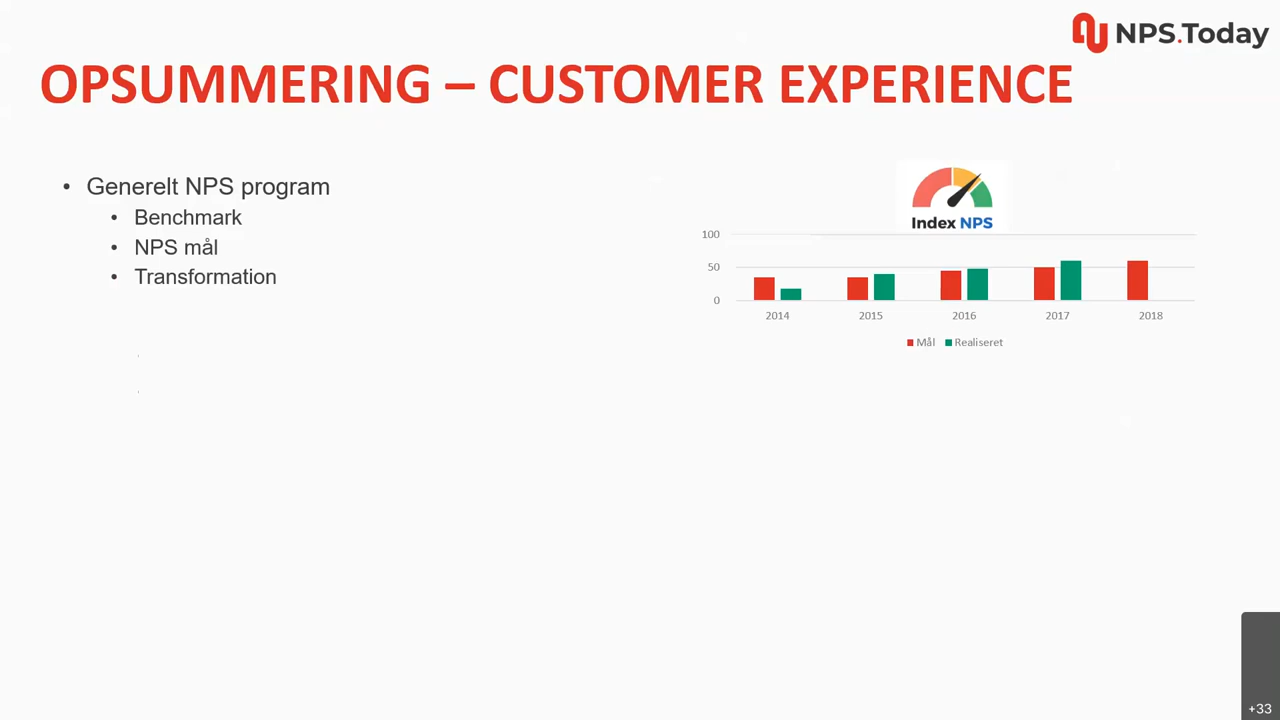 NPS.Today
OPSUMMERING – CUSTOMER EXPERIENCE
• Generelt NPS program
• Benchmark
• NPS mål
• Transformation
Index NPS
100
50
0
2014 2015 2016 2017 2018
Mål Realiseret
+33